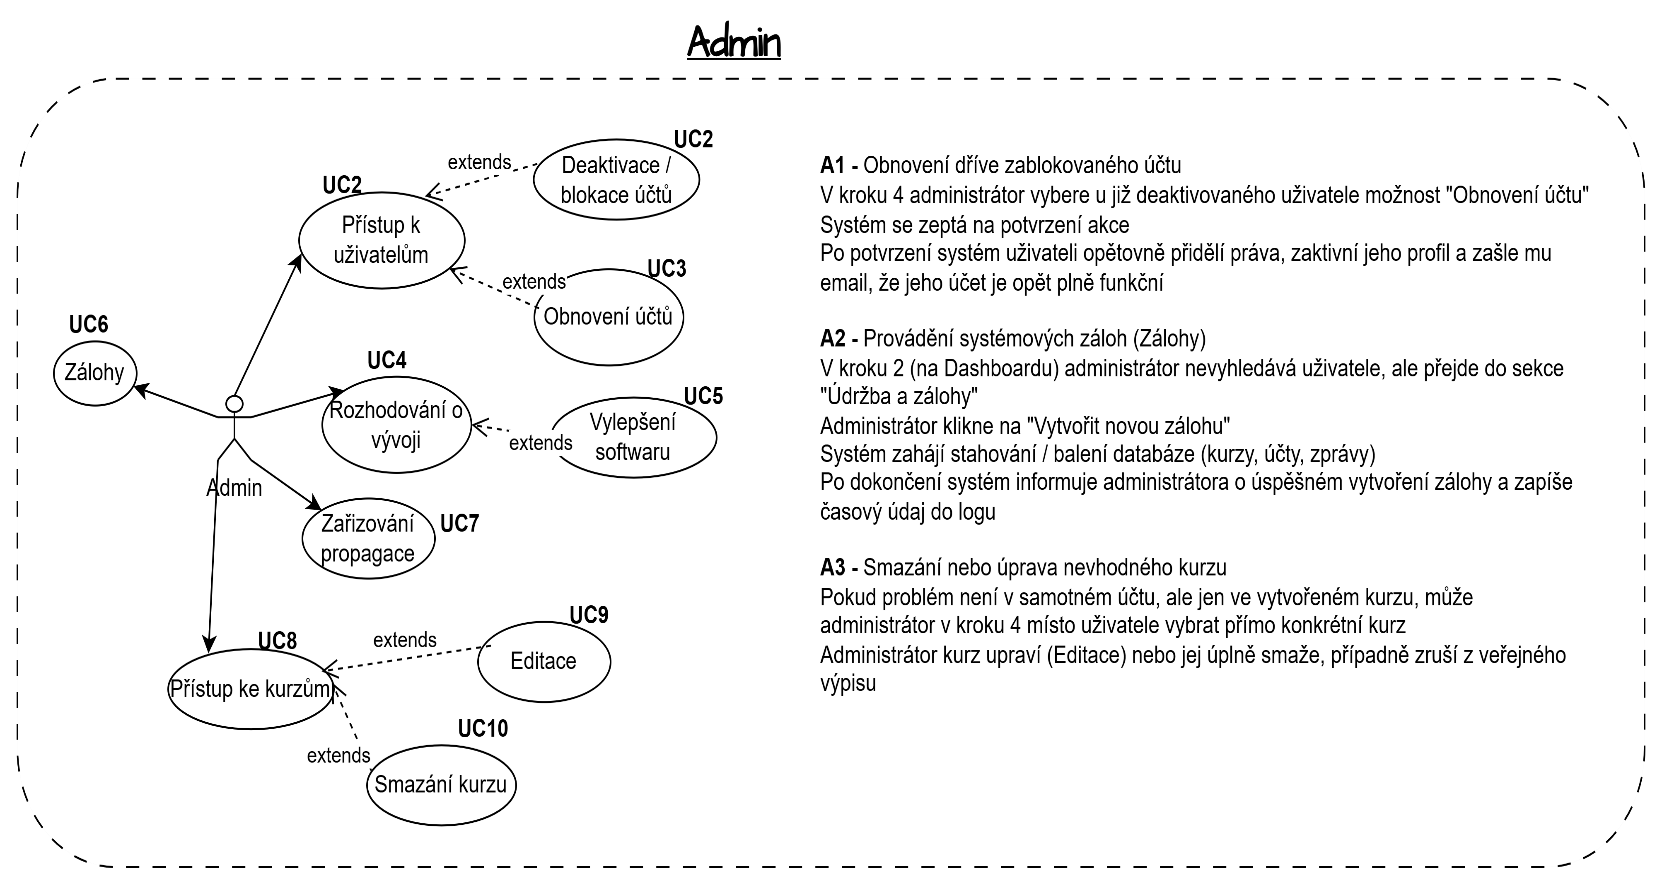 Admin
UC2
Deaktivace /
blokace účtů
extends
UC2
Přístup k
uživatelům
extends
UC3
Obnovení účtů
UC6
Zálohy
UC4
Rozhodování o
vývoji
extends
UC5
Vylepšení
softwaru
Admin
Zařizování
propagace
UC7
UC8
Přístup ke kurzům
extends
UC9
Editace
extends
UC10
Smazání kurzu
A1 - Obnovení dříve zablokovaného účtu
V kroku 4 administrátor vybere u již deaktivovaného uživatele možnost "Obnovení účtu"
Systém se zeptá na potvrzení akce
Po potvrzení systém uživateli opětovně přidělí práva, zaktivní jeho profil a zašle mu
email, že jeho účet je opět plně funkční
A2 - Provádění systémových záloh (Zálohy)
V kroku 2 (na Dashboardu) administrátor nevyhledává uživatele, ale přejde do sekce
"Údržba a zálohy"
Administrátor klikne na "Vytvořit novou zálohu"
Systém zahájí stahování / balení databáze (kurzy, účty, zprávy)
Po dokončení systém informuje administrátora o úspěšném vytvoření zálohy a zapíše
časový údaj do logu
A3 - Smazání nebo úprava nevhodného kurzu
Pokud problém není v samotném účtu, ale jen ve vytvořeném kurzu, může
administrátor v kroku 4 místo uživatele vybrat přímo konkrétní kurz
Administrátor kurz upraví (Editace) nebo jej úplně smaže, případně zruší z veřejného
výpisu